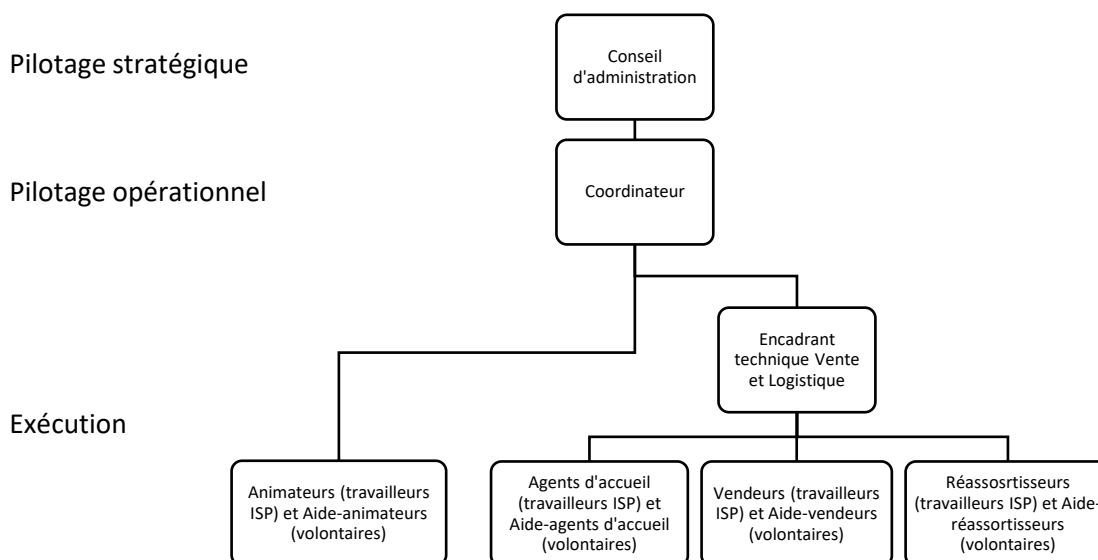 Pilotage stratégique
Conseil
d'administration
Pilotage opérationnel
Coordinateur
Encadrant
technique Vente
et Logistique
Exécution
Animateurs (travailleurs
ISP) et Aide-animateurs
(volontaires)
Agents d'accueil
(travailleurs ISP) et
Aide-agents d'accueil
(volontaires)
Vendeurs (travailleurs
ISP) et Aide-vendeurs
(volontaires)
Réassosrtisseurs
(travailleurs ISP) et Aide-
réassortisseurs
(volontaires)